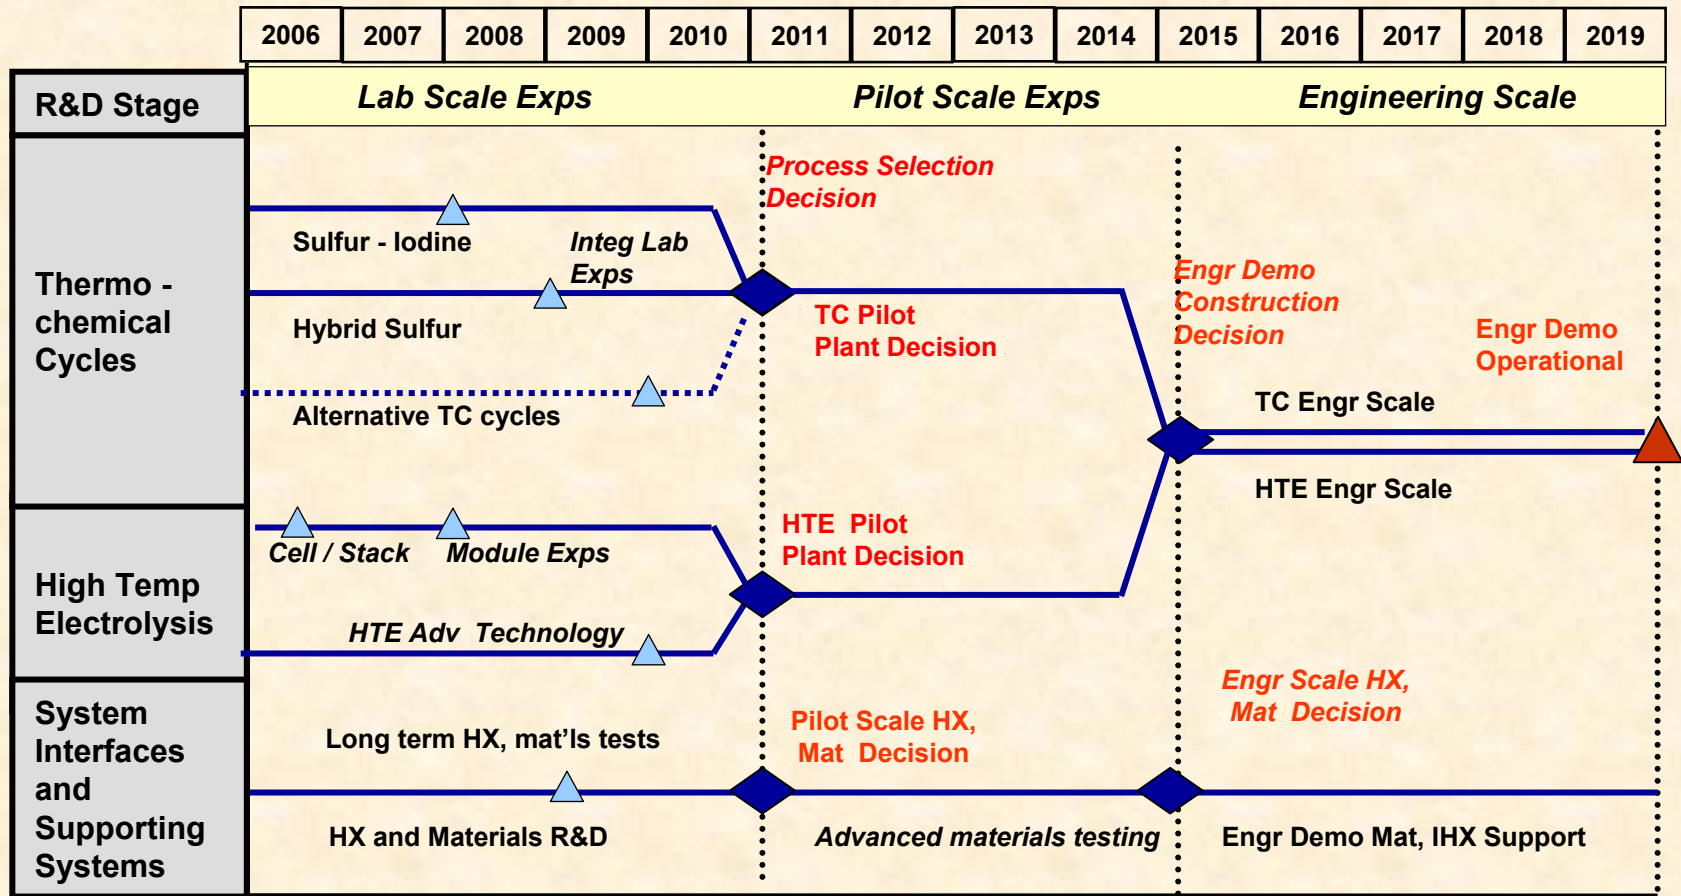 2006 2007 2008 2009 2010 2011 2012 2013 2014 2015 2016 2017 2018 2019
R&D Stage
Lab Scale Exps
Pilot Scale Exps
Engineering Scale
Thermo -
chemical
Cycles
Sulfur - Iodine
Integ Lab
Exps
Hybrid Sulfur
Alternative TC cycles
Process Selection
Decision
TC Pilot
Plant Decision
Engr Demo
Construction
Decision
Engr Demo
Operational
TC Engr Scale
HTE Engr Scale
High Temp
Electrolysis
Cell / Stack
Module Exps
HTE Adv Technology
HTE Pilot
Plant Decision
System
Interfaces
and
Supporting
Systems
Long term HX, mat'ls tests
HX and Materials R&D
Pilot Scale HX,
Mat Decision
Advanced materials testing
Engr Scale HX,
Mat Decision
Engr Demo Mat, IHX Support